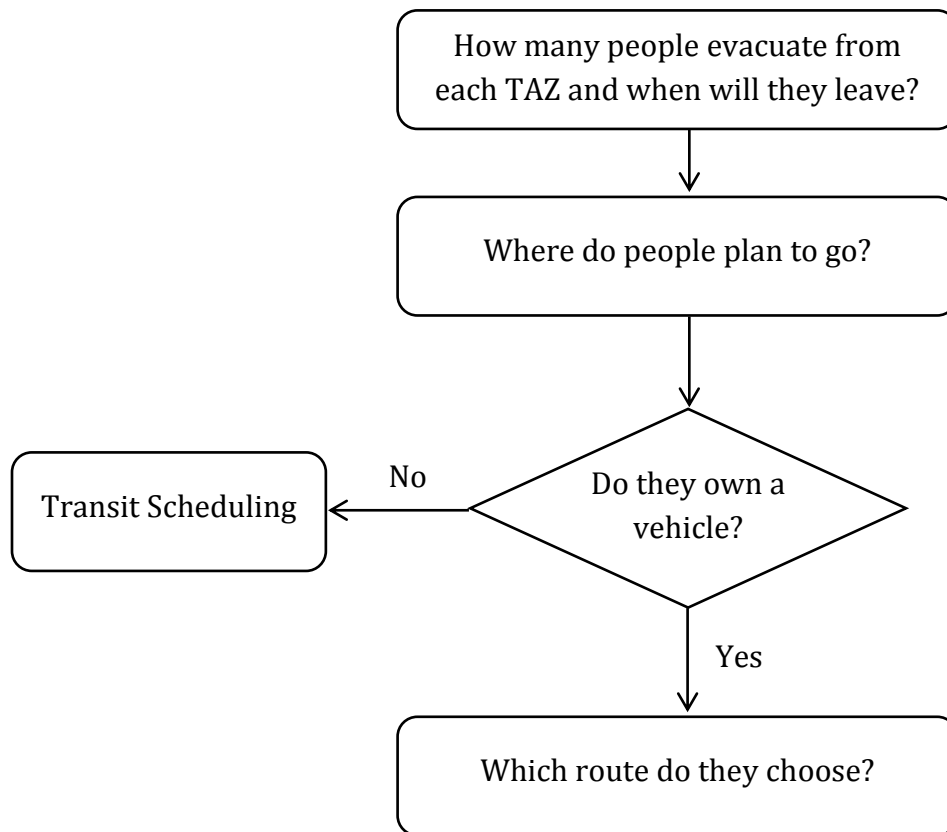 How many people evacuate from
each TAZ and when will they leave?
Where do people plan to go?
Do they own a
vehicle?
No
Transit Scheduling
Yes
Which route do they choose?